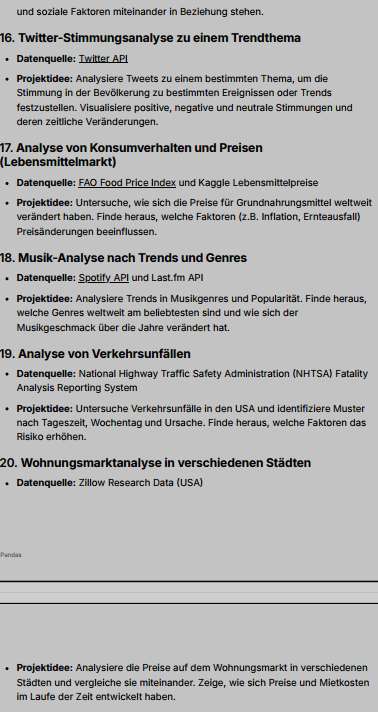 und soziale Faktoren miteinander in Beziehung stehen.
16. Twitter-Stimmungsanalyse zu einem Trendthema
• Datenquelle: Twitter API
• Projektidee: Analysiere Tweets zu einem bestimmten Thema, um die
Stimmung in der Bevölkerung zu bestimmten Ereignissen oder Trends
festzustellen. Visualisiere positive, negative und neutrale Stimmungen und
deren zeitliche Veränderungen.
17. Analyse von Konsumverhalten und Preisen
(Lebensmittelmarkt)
• Datenquelle: FAO Food Price Index und Kaggle Lebensmittelpreise
• Projektidee: Untersuche, wie sich die Preise für Grundnahrungsmittel weltweit
verändert haben. Finde heraus, welche Faktoren (z.B. Inflation, Ernteausfall)
Preisänderungen beeinflussen.
18. Musik-Analyse nach Trends und Genres
• Datenquelle: Spotify API und Last.fm API
• Projektidee: Analysiere Trends in Musikgenres und Popularität. Finde heraus,
welche Genres weltweit am beliebtesten sind und wie sich der
Musikgeschmack über die Jahre verändert hat.
19. Analyse von Verkehrsunfällen
• Datenquelle: National Highway Traffic Safety Administration (NHTSA) Fatality
Analysis Reporting System
• Projektidee: Untersuche Verkehrsunfälle in den USA und identifiziere Muster
nach Tageszeit, Wochentag und Ursache. Finde heraus, welche Faktoren das
Risiko erhöhen.
20. Wohnungsmarktanalyse in verschiedenen Städten
• Datenquelle: Zillow Research Data (USA)
Pandas
• Projektidee: Analysiere die Preise auf dem Wohnungsmarkt in verschiedenen
Städten und vergleiche sie miteinander. Zeige, wie sich Preise und Mietkosten
im Laufe der Zeit entwickelt haben.